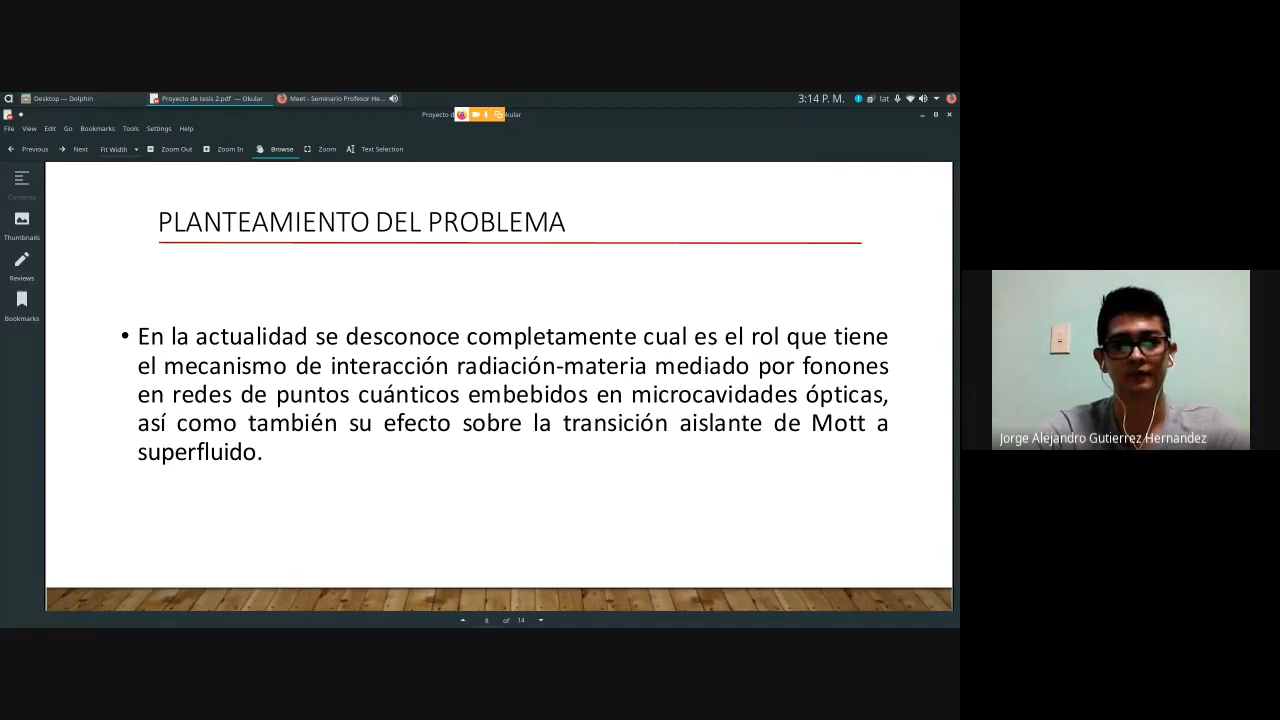 Desktop — Dolphin
Proyecto de tesis 2.pdf — Okular
Meet - Seminario Profesor He...
3:14 P. M.
lat
File View Edit Go Bookmarks Tools Settings Help
Previous Next Fit Width Zoom Out Zoom In Browse Zoom Text Selection
Contents
Thumbnails
Reviews
Bookmarks
PLANTEAMIENTO DEL PROBLEMA
• En la actualidad se desconoce completamente cual es el rol que tiene
el mecanismo de interacción radiación-materia mediado por fonones
en redes de puntos cuánticos embebidos en microcavidades ópticas,
así como también su efecto sobre la transición aislante de Mott a
superfluido.
8 of 14
Jorge Alejandro Gutierrez Hernandez